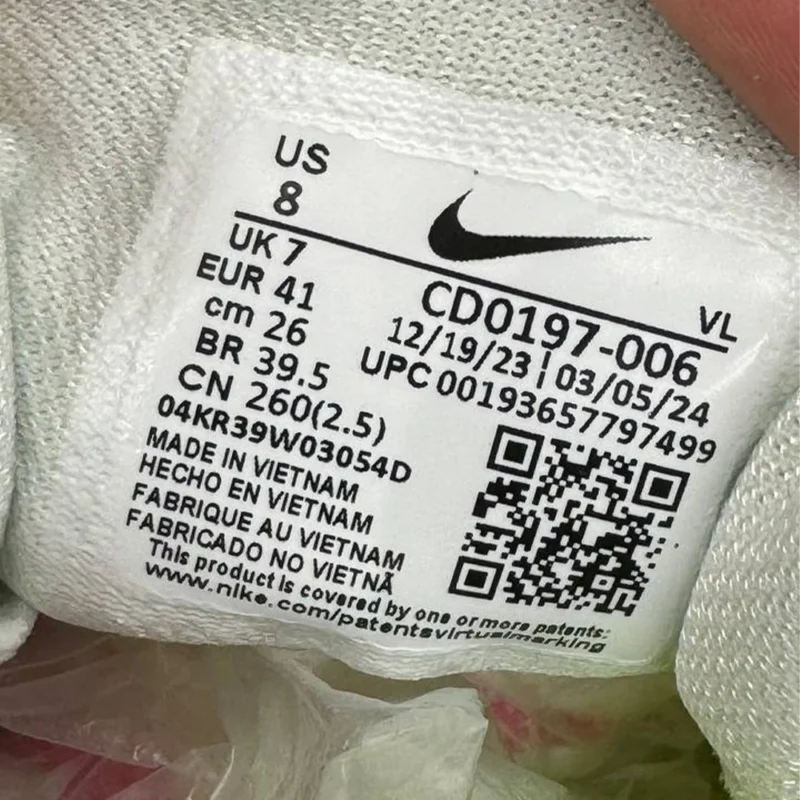 US
8
VL
UK 7
EUR 41
cm 26
BR 39.5
CN 260(2.5)
CD0197-006
12/19/23 | 03/05/24
UPC 00193657797499
04KR39W03054D
MADE IN VIETNAM
HECHO EN VIETNAM
FABRIQUE AU VIETNAM
FABRICADO NO VIETNÃ
This product is covered by one or more patents:
www.nike.com/patentsvirtualmarking